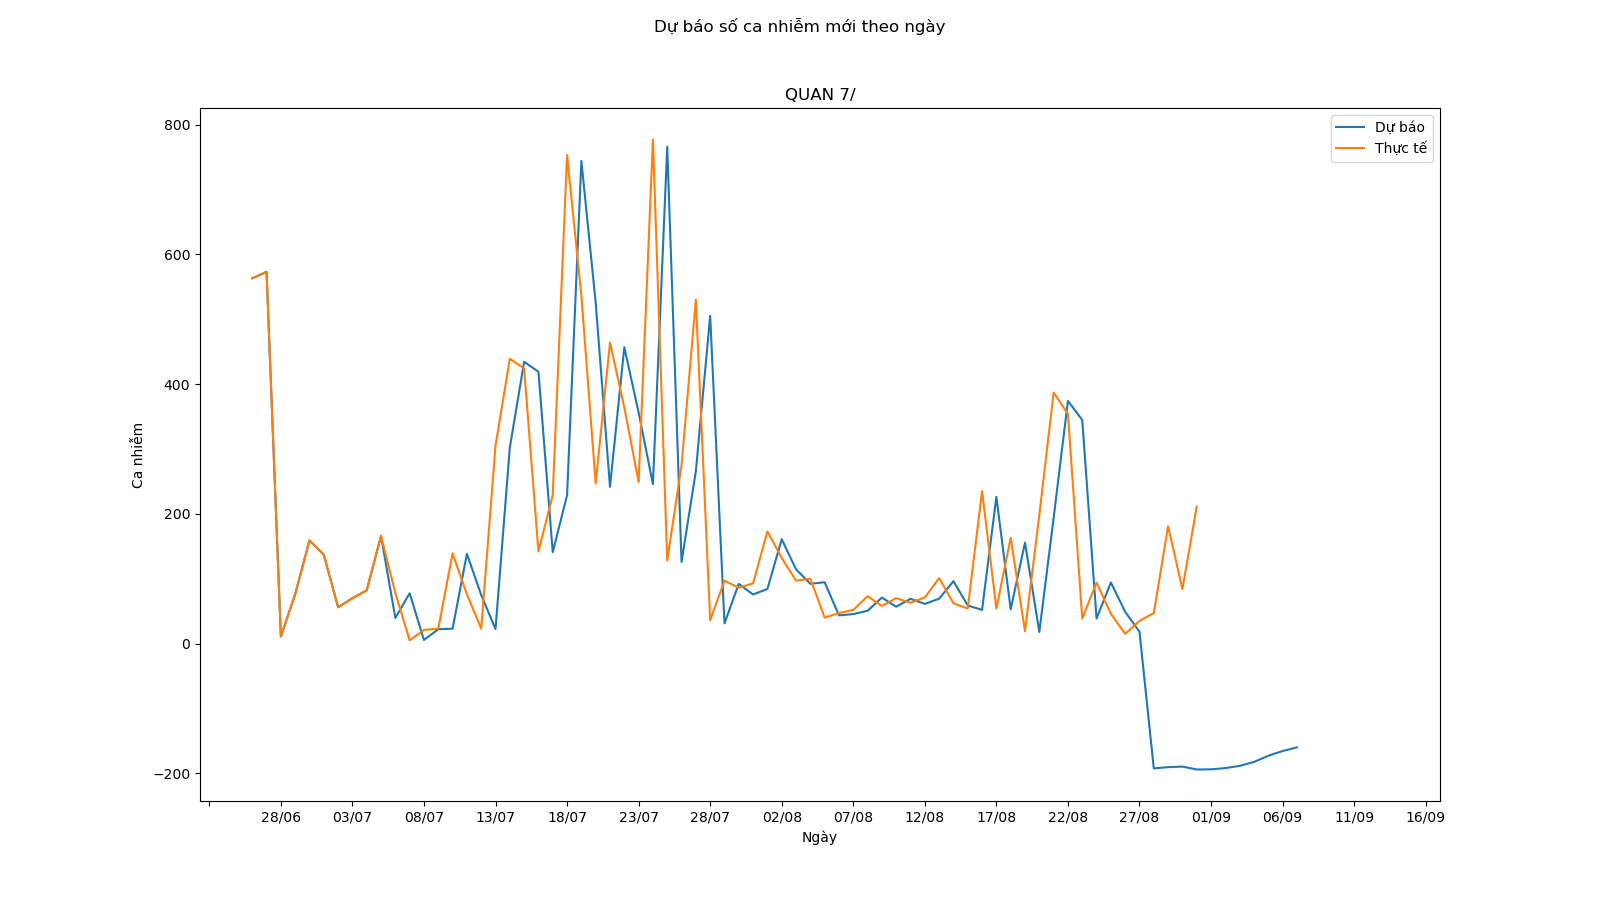 Dự báo số ca nhiễm mới theo ngày
QUAN 7/
Dự báo
Thực tế
800
600
400
200
0
−200
Ca nhiễm
28/06 03/07 08/07 13/07 18/07 23/07 28/07 02/08 07/08 12/08 17/08 22/08 27/08 01/09 06/09 11/09 16/09
Ngày